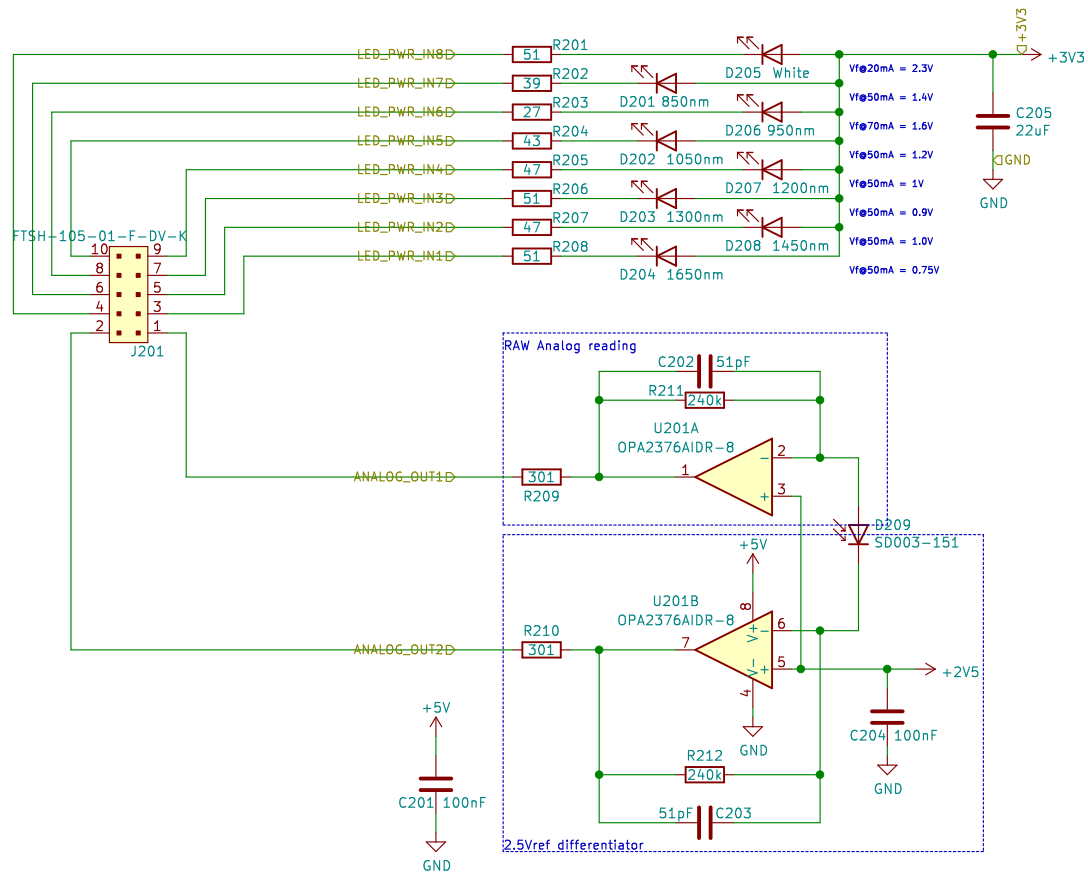 +3V3
LED_PWR_IN8
51
R201
D205 White
+3V3
Vf@20mA = 2.3V
LED_PWR_IN7
39
R202
D201 850nm
Vf@50mA = 1.4V
LED_PWR_IN6
27
R203
D206 950nm
Vf@70mA = 1.6V
C205
22uF
LED_PWR_IN5
43
R204
D202 1050nm
Vf@50mA = 1.2V
GND
GND
LED_PWR_IN4
47
R205
D207 1200nm
Vf@50mA = 1V
LED_PWR_IN3
51
R206
D203 1300nm
Vf@50mA = 0.9V
LED_PWR_IN2
47
R207
D208 1450nm
Vf@50mA = 1.0V
LED_PWR_IN1
51
R208
D204 1650nm
Vf@50mA = 0.75V
FTSH-105-01-F-DV-K
10 9
8 7
6 5
4 3
2 1
J201
RAW Analog reading
C202 51pF
R211
240k
U201A
OPA2376AIDR-8
2
1
3
-
+
ANALOG_OUT1
301
R209
D209
SD003-151
+5V
U201B
OPA2376AIDR-8
8
V+
6
-
7
5
+
V-
4
GND
R210
301
ANALOG_OUT2
+2V5
C204 100nF
GND
+5V
C201 100nF
GND
R212
240k
51pF C203
2.5Vref differentiator